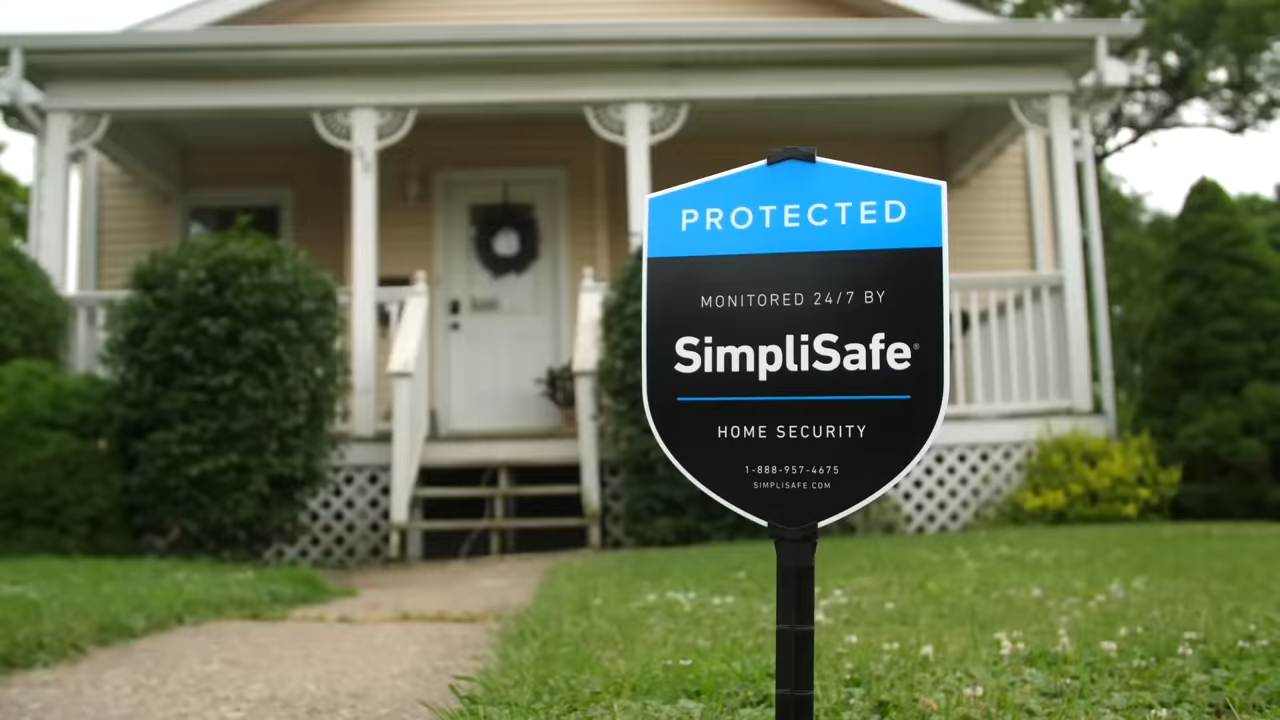 PROTECTED
MONITORED 24/7 BY
SimpliSafe®
HOME SECURITY
1-888-957-4675
SIMPLISAFE.COM